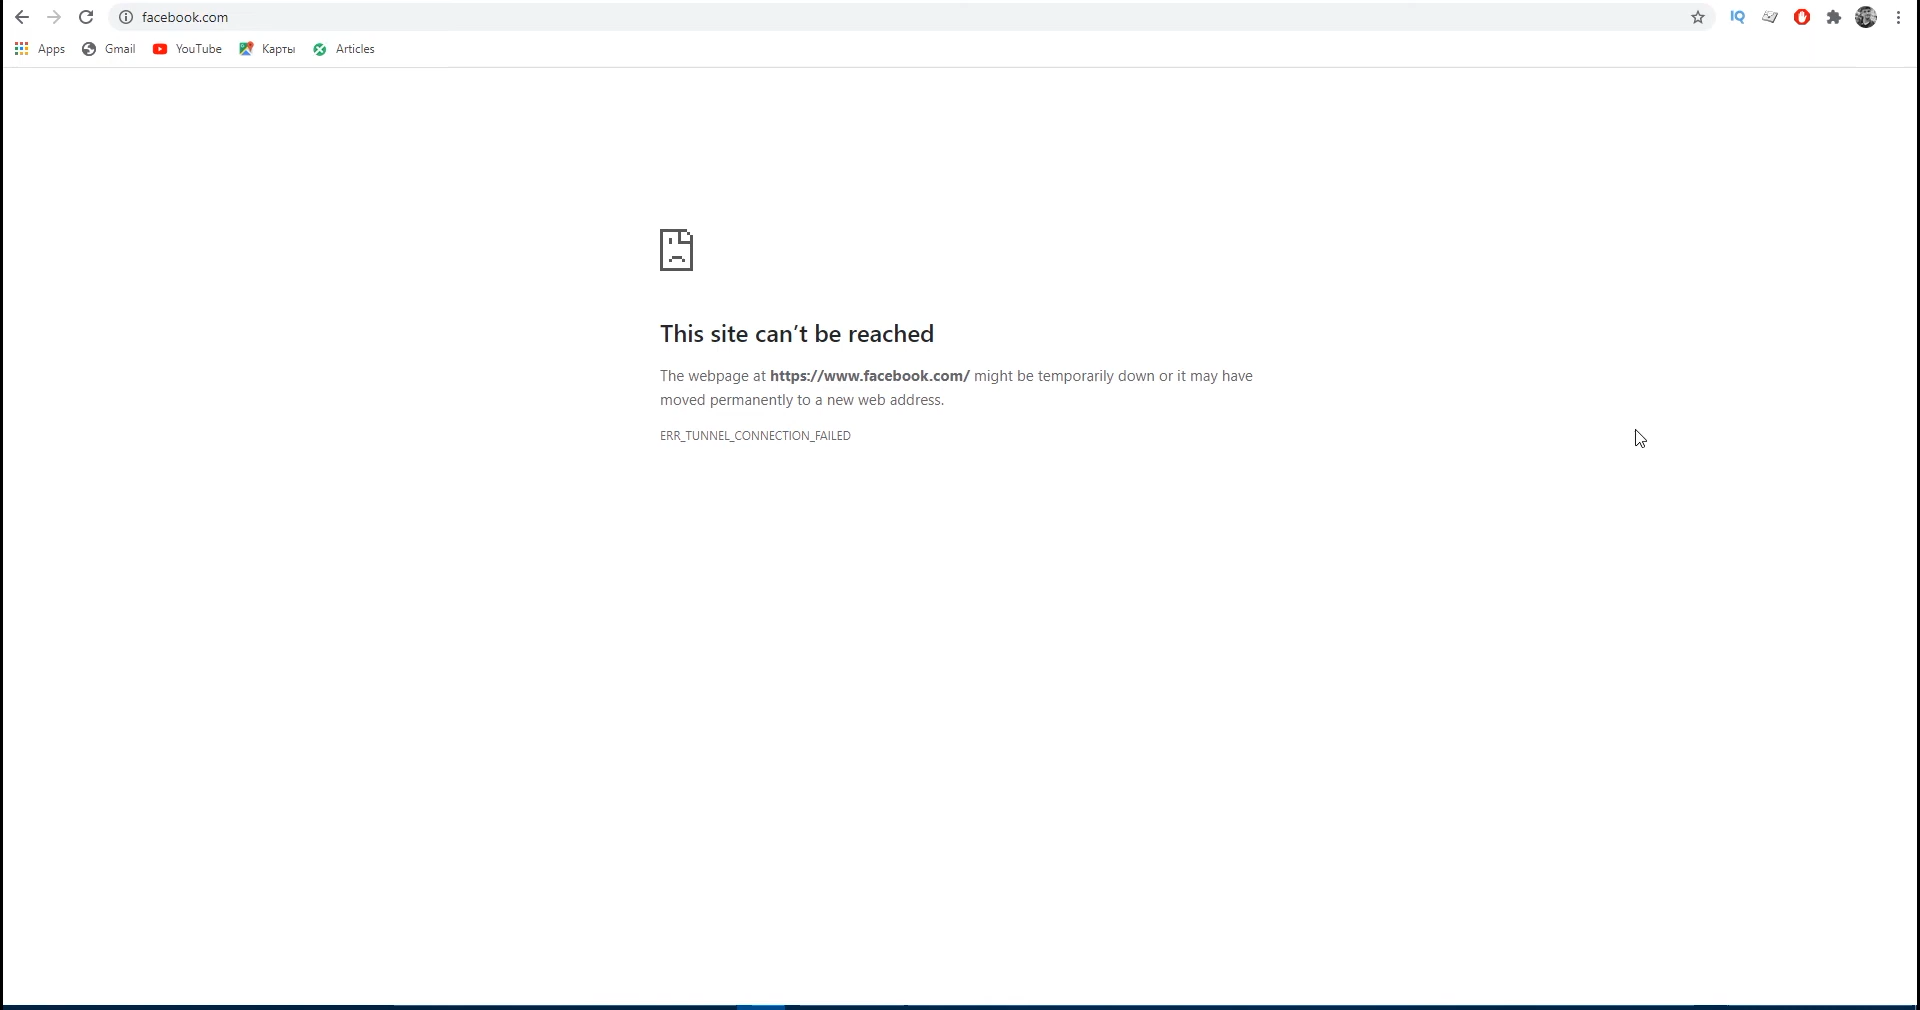 facebook.com
IQ
Apps Gmail YouTube Карты Articles
This site can’t be reached
The webpage at https://www.facebook.com/ might be temporarily down or it may have
moved permanently to a new web address.
ERR_TUNNEL_CONNECTION_FAILED